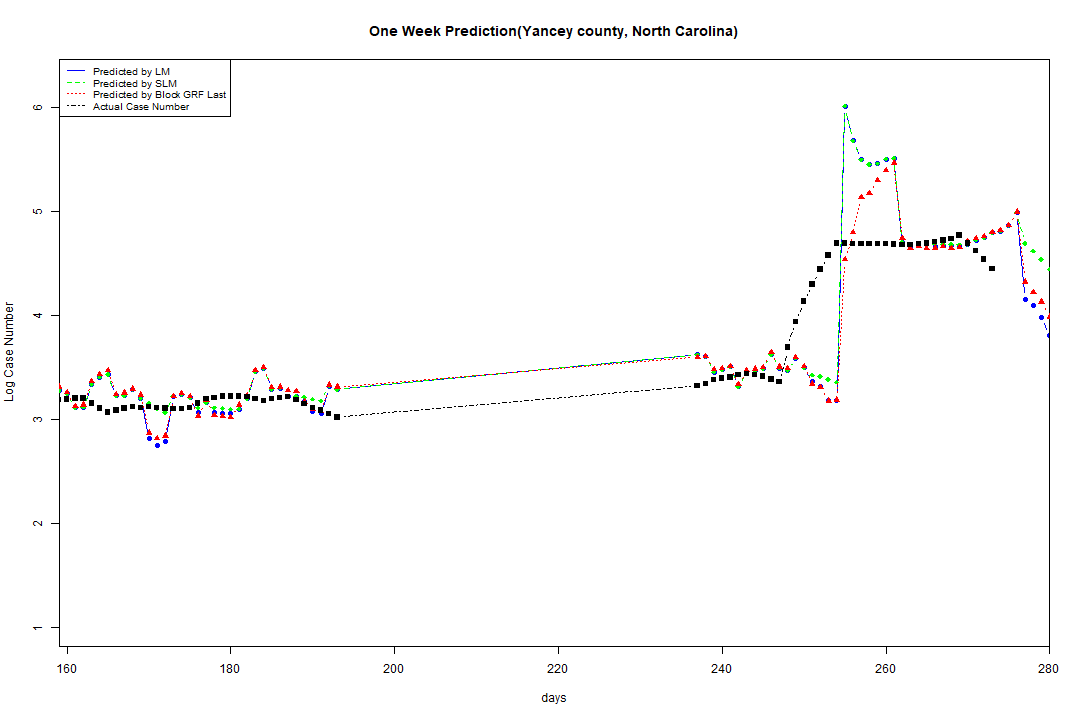 One Week Prediction(Yancey county, North Carolina)
Predicted by LM
Predicted by SLM
Predicted by Block GRF Last
Actual Case Number
6
5
4
3
2
1
Log Case Number
160 180 200 220 240 260 280
days